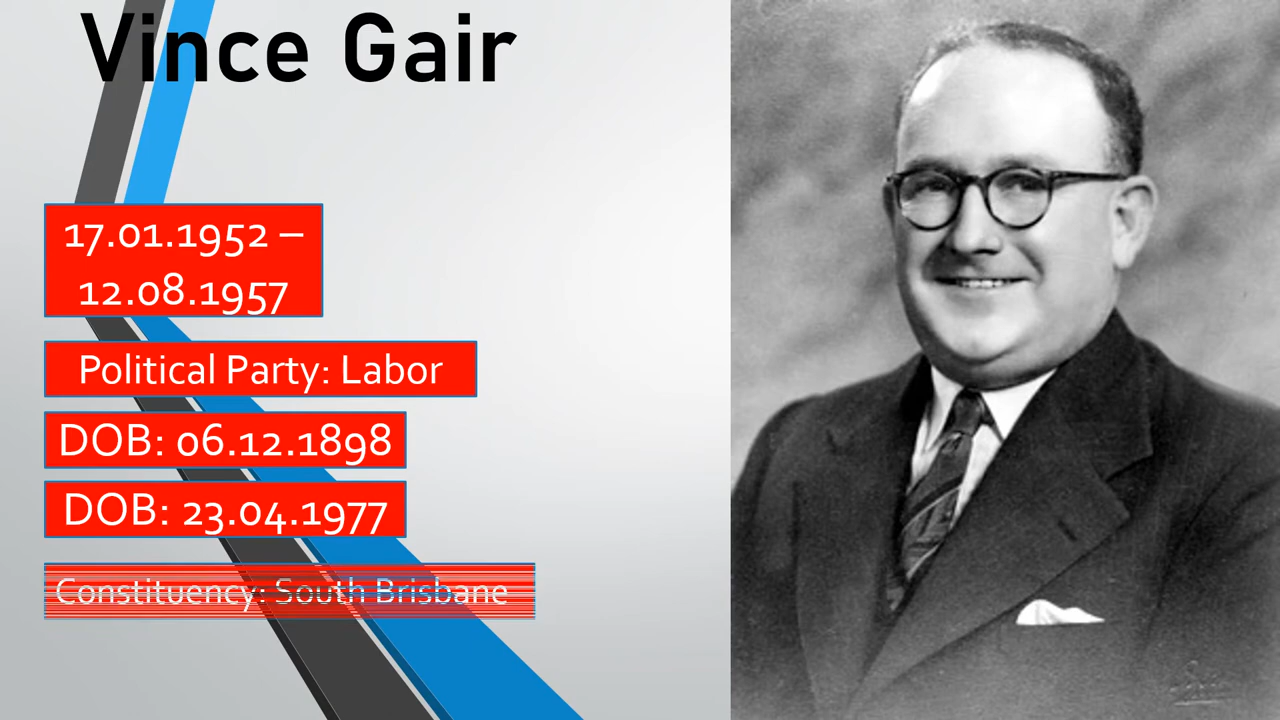 Vince Gair
17.01.1952 –
12.08.1957
Political Party: Labor
DOB: 06.12.1898
DOB: 23.04.1977
Constituency: South Brisbane